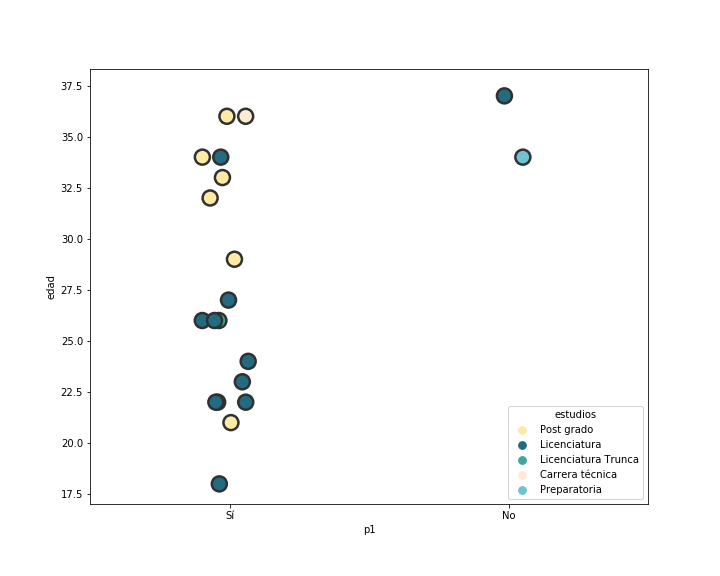 37.5
35.0
32.5
30.0
27.5
25.0
22.5
20.0
17.5
edad
Sí
No
p1
estudios
Post grado
Licenciatura
Licenciatura Trunca
Carrera técnica
Preparatoria